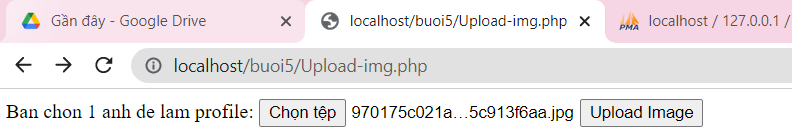 Gần đây - Google Drive
localhost/buoi5/Upload-img.php
PMA localhost / 127.0.0.1 /
localhost/buoi5/Upload-img.php
Ban chon 1 anh de lam profile: Chọn tệp 970175c021a…5c913f6aa.jpg Upload Image